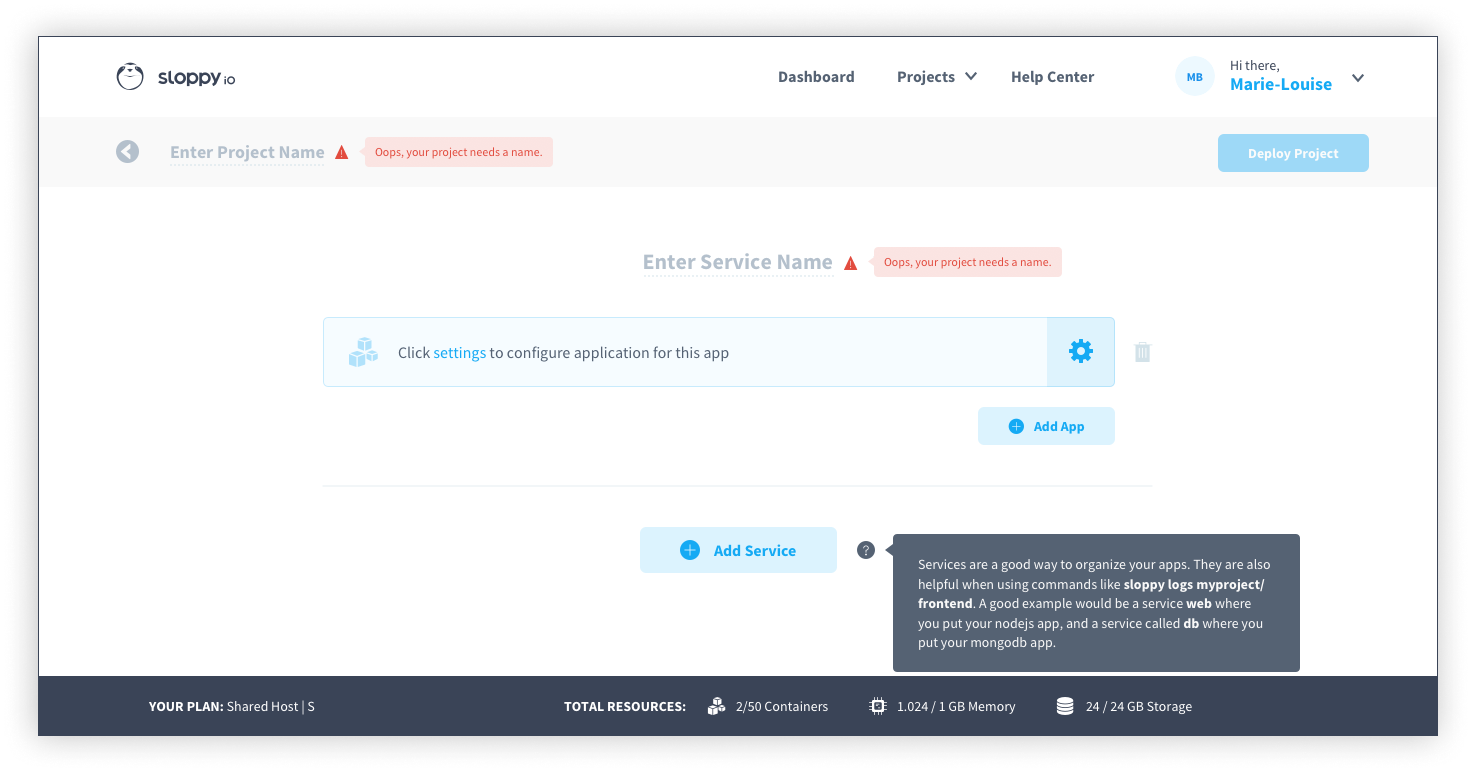 sloppy io
Dashboard
Projects
Help Center
MB
Hi there,
Marie-Louise
Enter Project Name
Oops, your project needs a name.
Deploy Project
Enter Service Name
Oops, your project needs a name.
Click settings to configure application for this app
Add App
Add Service
?
Services are a good way to organize your apps. They are also
helpful when using commands like sloppy logs myproject/
frontend. A good example would be a service web where
you put your nodejs app, and a service called db where you
put your mongodb app.
YOUR PLAN: Shared Host | S
TOTAL RESOURCES:
2/50 Containers
1.024 / 1 GB Memory
24 / 24 GB Storage